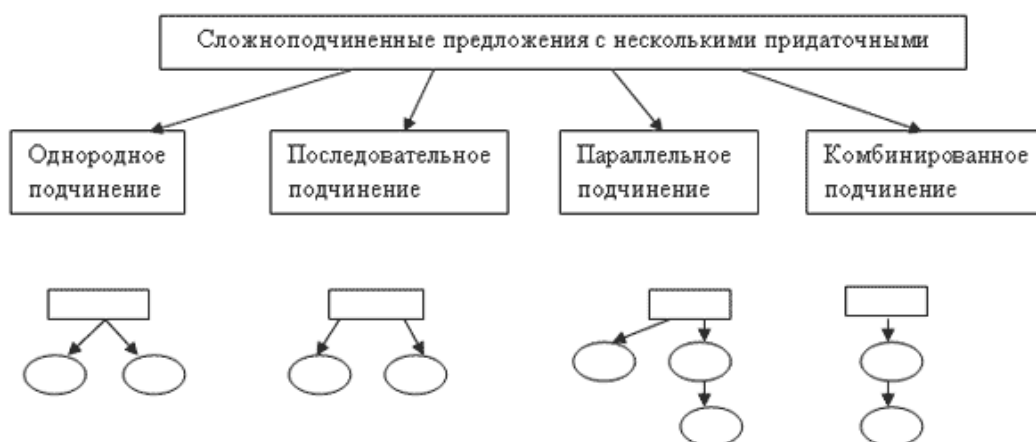 Сложноподчиненные предложения с несколькими придаточными
Однородное
подчинение
Последовательное
подчинение
Параллельное
подчинение
Комбинированное
подчинение